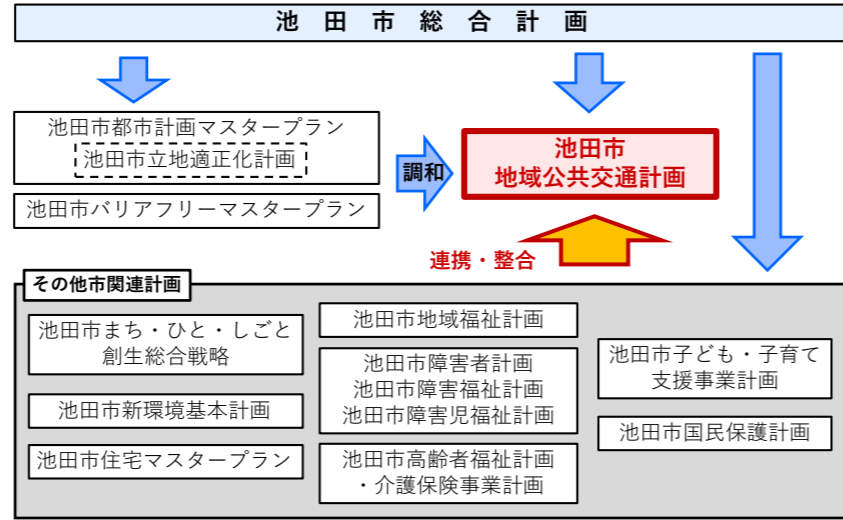 池田市総合計画
池田市都市計画マスタープラン
池田市立地適正化計画
池田市バリアフリーマスタープラン
調和
池田市
地域公共交通計画
連携・整合
その他市関連計画
池田市まち・ひと・しごと
創生総合戦略
池田市新環境基本計画
池田市住宅マスタープラン
池田市地域福祉計画
池田市障害者計画
池田市障害福祉計画
池田市障害児福祉計画
池田市高齢者福祉計画
・介護保険事業計画
池田市子ども・子育て
支援事業計画
池田市国民保護計画